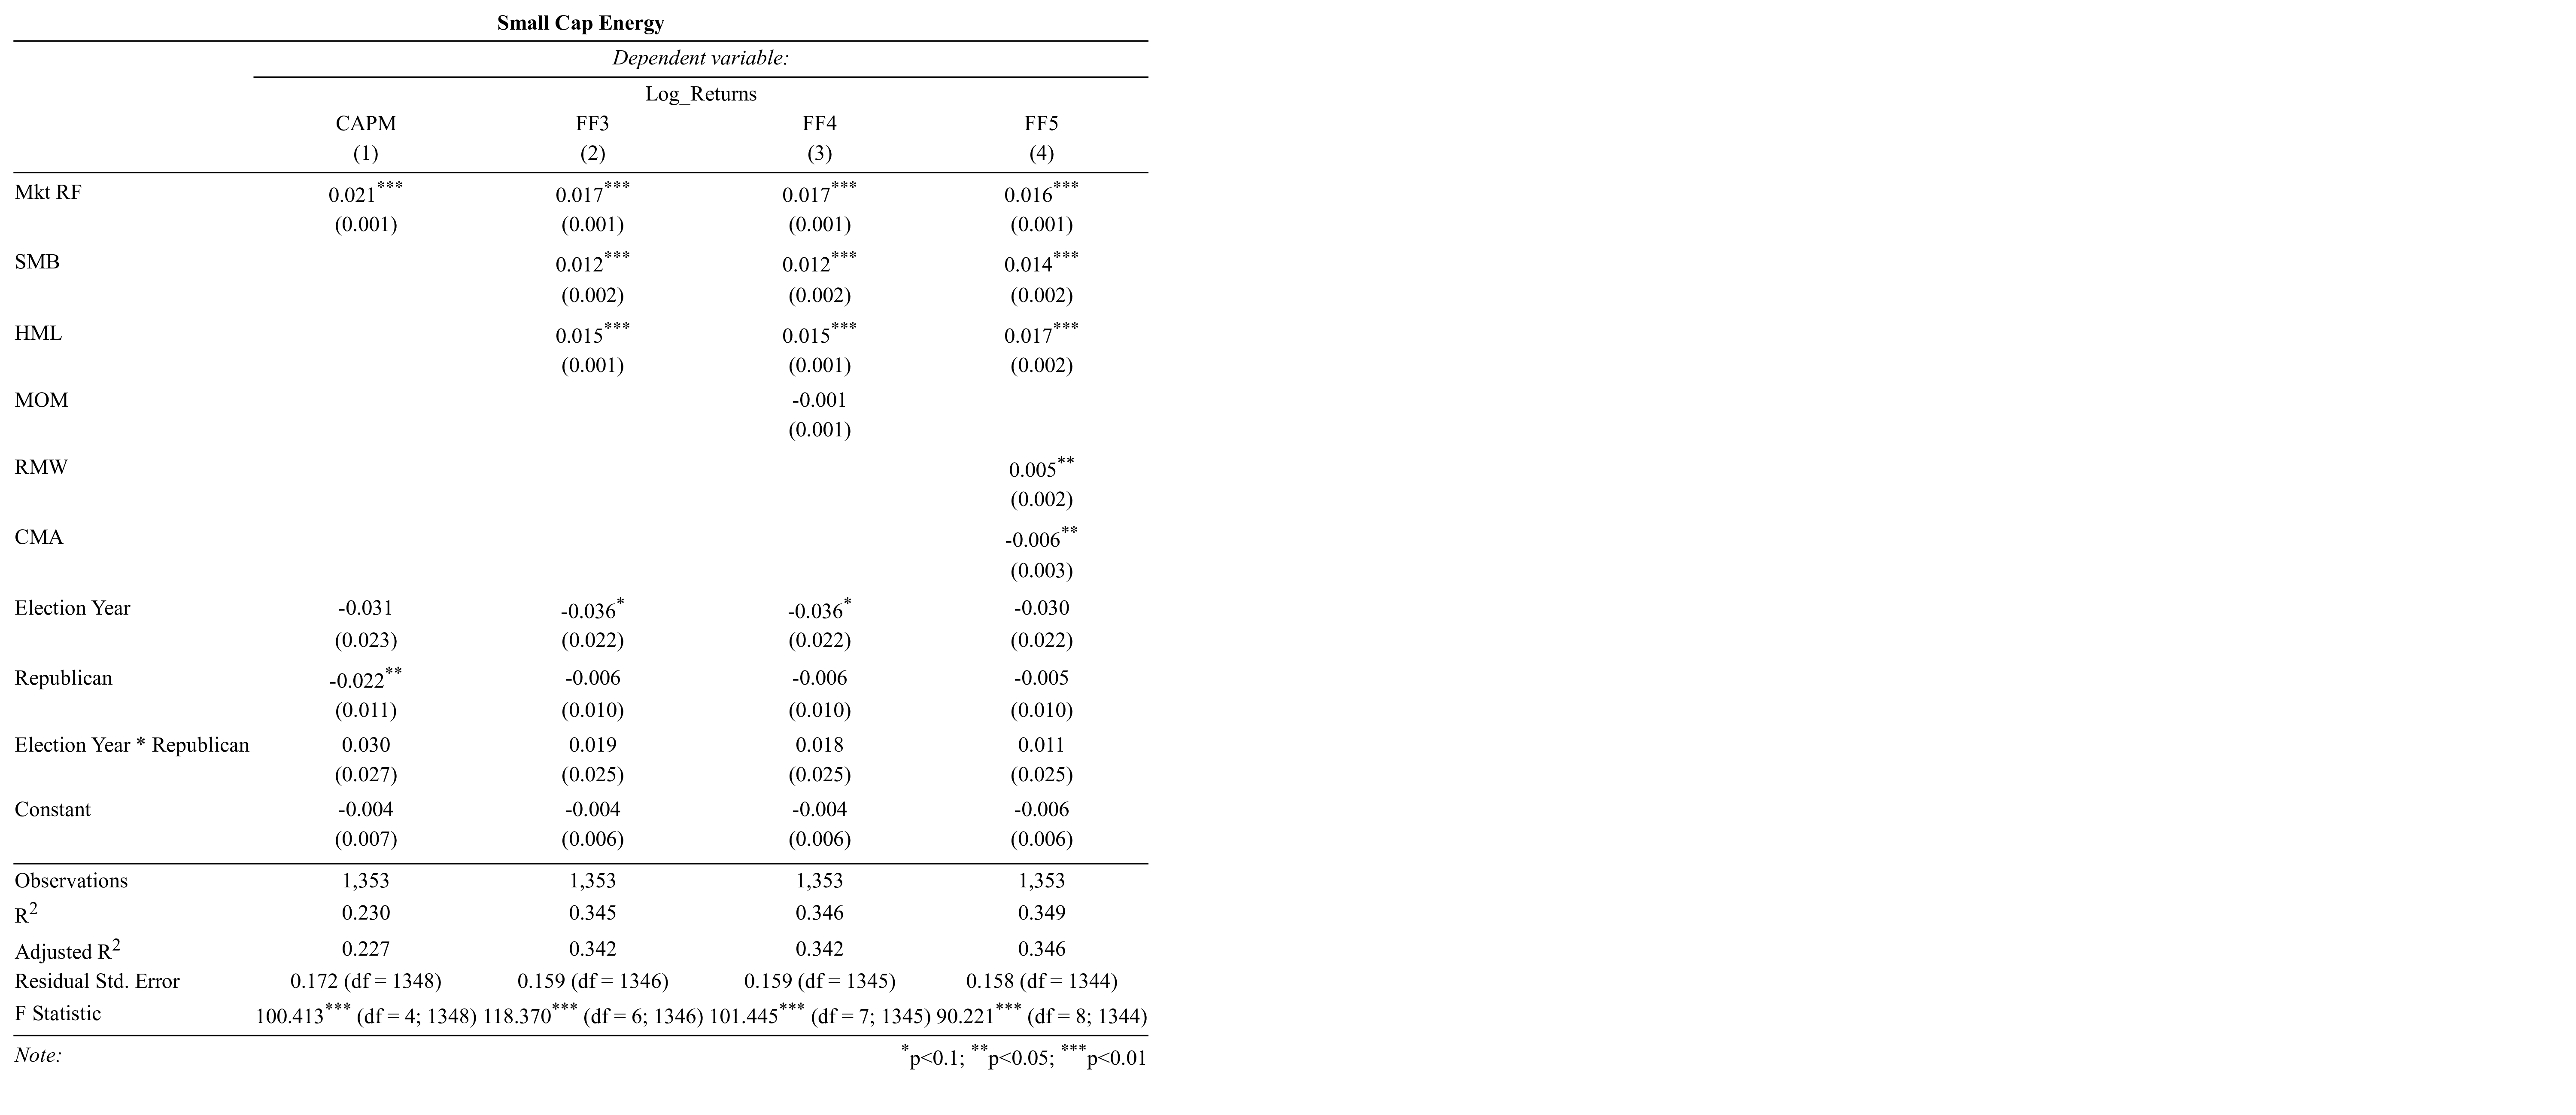 Small Cap Energy
Dependent variable:
Log_Returns
CAPM FF3 FF4 FF5
(1) (2) (3) (4)
Mkt RF 0.021*** 0.017*** 0.017*** 0.016***
(0.001) (0.001) (0.001) (0.001)
SMB 0.012*** 0.012*** 0.014***
(0.002) (0.002) (0.002)
HML 0.015*** 0.015*** 0.017***
(0.001) (0.001) (0.002)
MOM -0.001
(0.001)
RMW 0.005**
(0.002)
CMA -0.006**
(0.003)
Election Year -0.031 -0.036* -0.036* -0.030
(0.023) (0.022) (0.022) (0.022)
Republican -0.022** -0.006 -0.006 -0.005
(0.011) (0.010) (0.010) (0.010)
Election Year * Republican 0.030 0.019 0.018 0.011
(0.027) (0.025) (0.025) (0.025)
Constant -0.004 -0.004 -0.004 -0.006
(0.007) (0.006) (0.006) (0.006)
Observations 1,353 1,353 1,353 1,353
R2 0.230 0.345 0.346 0.349
Adjusted R2 0.227 0.342 0.342 0.346
Residual Std. Error 0.172 (df = 1348) 0.159 (df = 1346) 0.159 (df = 1345) 0.158 (df = 1344)
F Statistic 100.413*** (df = 4; 1348) 118.370*** (df = 6; 1346) 101.445*** (df = 7; 1345) 90.221*** (df = 8; 1344)
Note: *p<0.1; **p<0.05; ***p<0.01